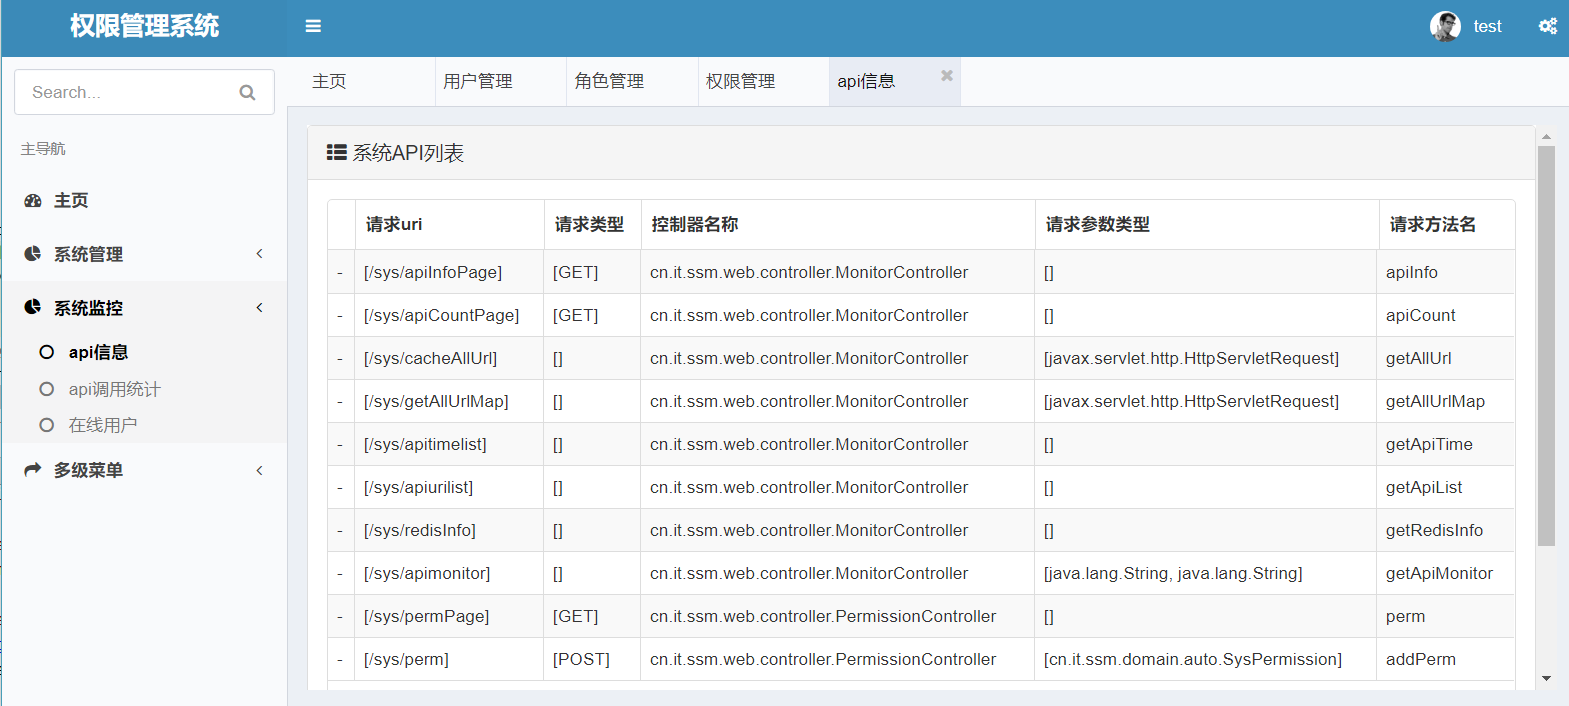 权限管理系统
test
Search...
主导航
主页
系统管理
系统监控
api信息
api调用统计
在线用户
多级菜单
主页 用户管理 角色管理 权限管理 api信息
系统API列表
请求uri 请求类型 控制器名称 请求参数类型 请求方法名
- [/sys/apiInfoPage] [GET] cn.it.ssm.web.controller.MonitorController [] apiInfo
- [/sys/apiCountPage] [GET] cn.it.ssm.web.controller.MonitorController [] apiCount
- [/sys/cacheAllUrl] [] cn.it.ssm.web.controller.MonitorController [javax.servlet.http.HttpServletRequest] getAllUrl
- [/sys/getAllUrlMap] [] cn.it.ssm.web.controller.MonitorController [javax.servlet.http.HttpServletRequest] getAllUrlMap
- [/sys/apitimelist] [] cn.it.ssm.web.controller.MonitorController [] getApiTime
- [/sys/apiurilist] [] cn.it.ssm.web.controller.MonitorController [] getApiList
- [/sys/redisInfo] [] cn.it.ssm.web.controller.MonitorController [] getRedisInfo
- [/sys/apimonitor] [] cn.it.ssm.web.controller.MonitorController [java.lang.String, java.lang.String] getApiMonitor
- [/sys/permPage] [GET] cn.it.ssm.web.controller.PermissionController [] perm
- [/sys/perm] [POST] cn.it.ssm.web.controller.PermissionController [cn.it.ssm.domain.auto.SysPermission] addPerm